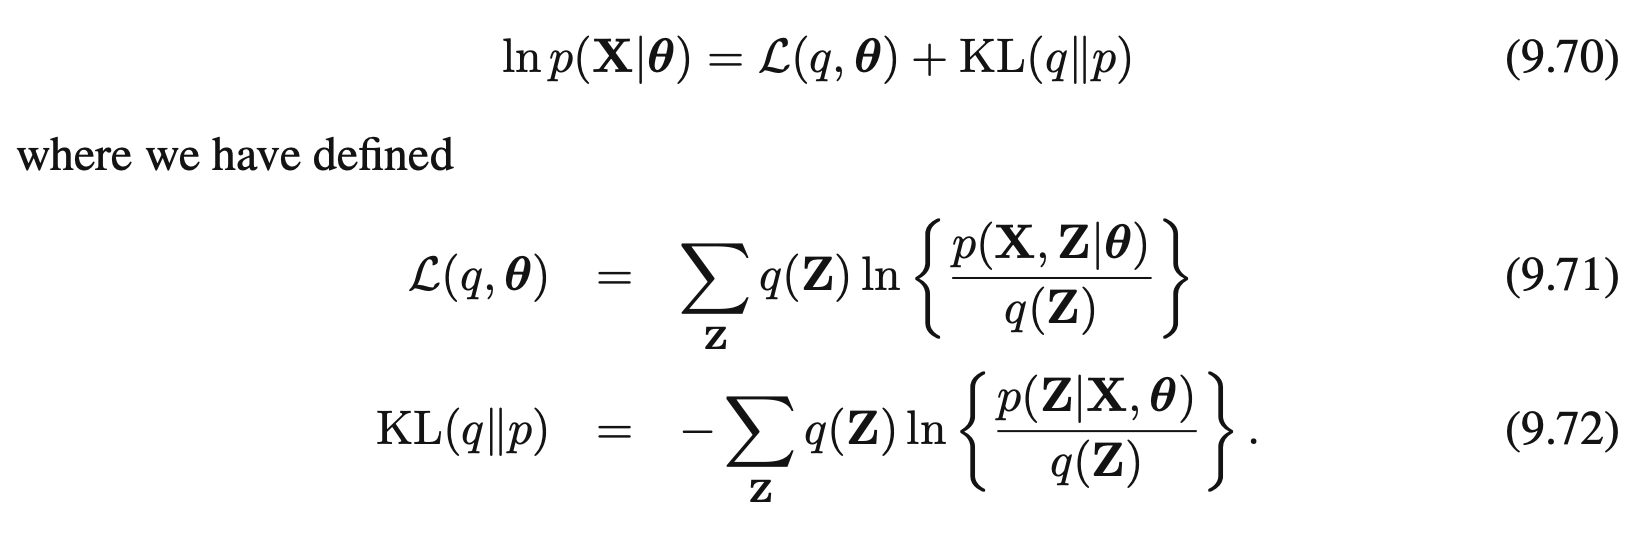 ln p(X|θ) = ℒ(q, θ) + KL(q‖p) (9.70)
where we have defined
ℒ(q, θ) = ∑_Z q(Z) ln { p(X, Z|θ) / q(Z) } (9.71)
KL(q‖p) = − ∑_Z q(Z) ln { p(Z|X, θ) / q(Z) } . (9.72)